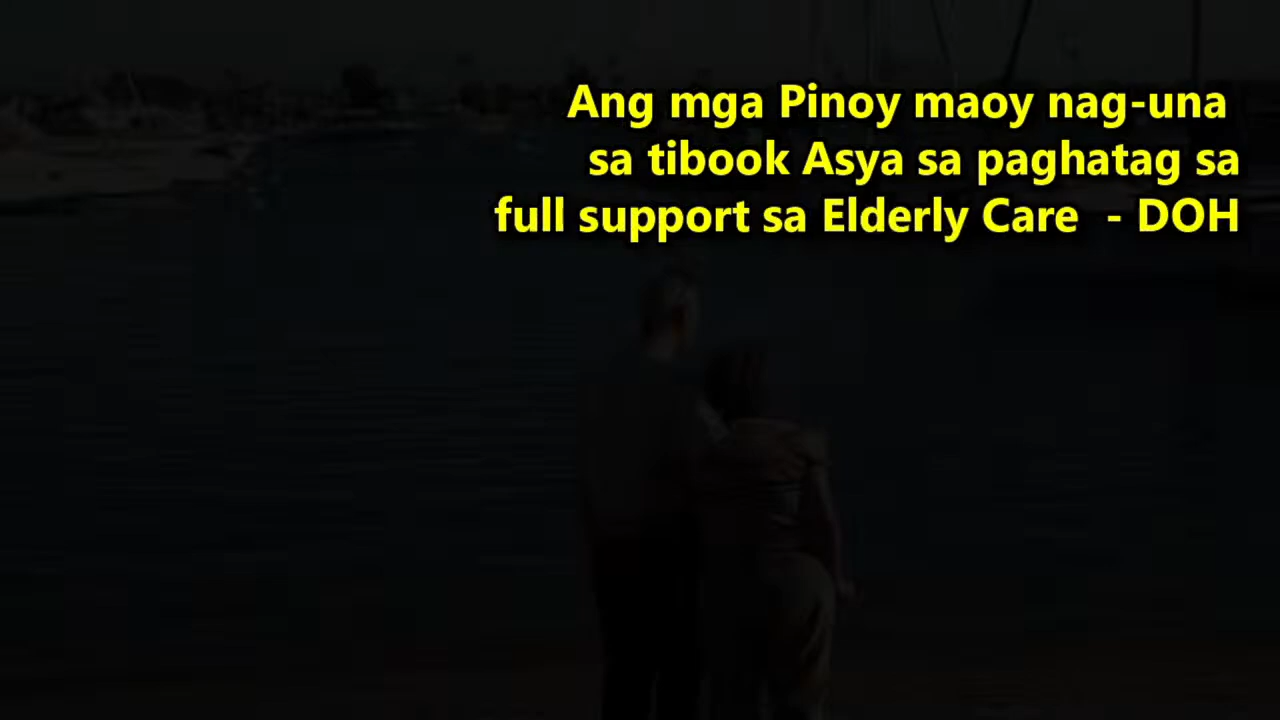 Ang mga Pinoy maoy nag-una
sa tibook Asya sa paghatag sa
full support sa Elderly Care - DOH